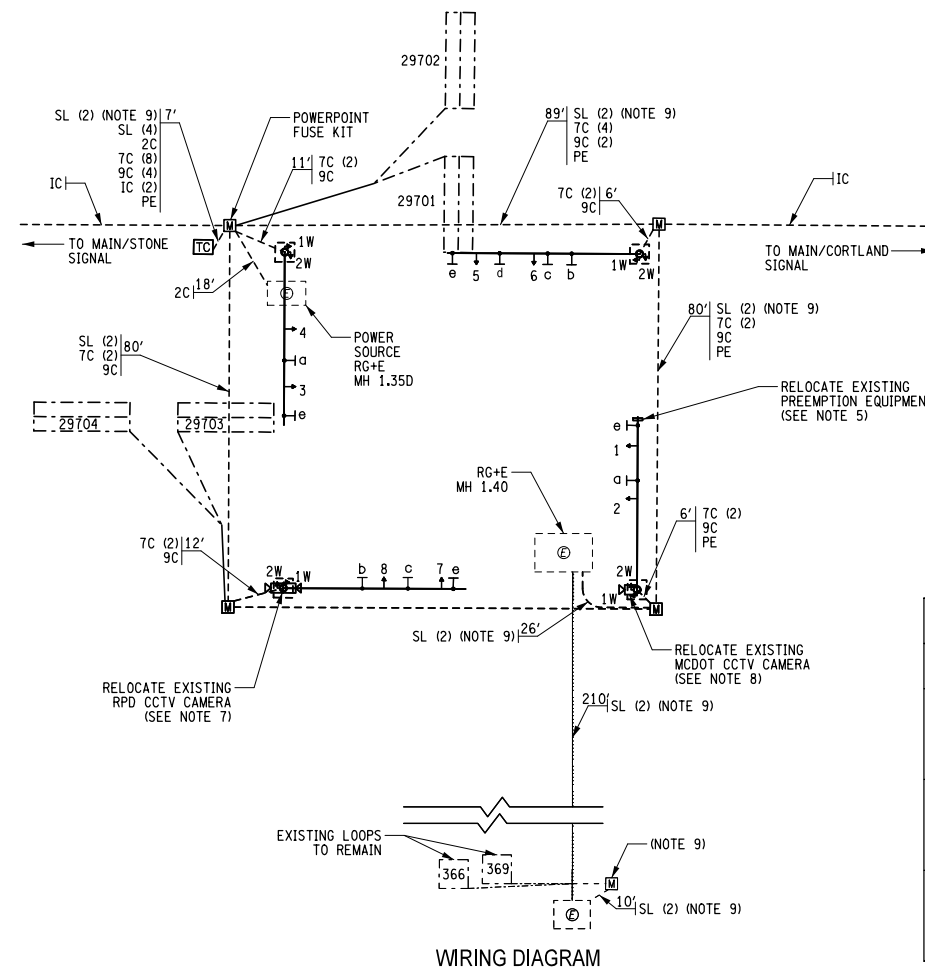 29702
SL (2) (NOTE 9) 7'
SL (4)
2C
7C (8)
9C (4)
IC (2)
PE
POWERPOINT
FUSE KIT
11' 7C (2)
9C
89' SL (2) (NOTE 9)
7C (4)
9C (2)
PE
IC
29701
7C (2) 6'
9C
IC
M
M
TO MAIN/STONE
SIGNAL
TC
1W
2W
e 5 d 6 c b
1W
2W
TO MAIN/CORTLAND
SIGNAL
2C 18'
E
POWER
SOURCE
RG+E
MH 1.35D
4
a
3
e
SL (2) 80'
7C (2)
9C
80' SL (2) (NOTE 9)
7C (2)
9C
PE
RELOCATE EXISTING
PREEMPTION EQUIPMEN
(SEE NOTE 5)
e
1
a
2
29704
29703
RG+E
MH 1.40
E
6' 7C (2)
9C
PE
7C (2) 12'
9C
2W
1W
b 8 c 7 e
2W
1W
M
M
SL (2) (NOTE 9) 26'
RELOCATE EXISTING
RPD CCTV CAMERA
(SEE NOTE 7)
RELOCATE EXISTING
MCDOT CCTV CAMERA
(SEE NOTE 8)
210' SL (2) (NOTE 9)
EXISTING LOOPS
TO REMAIN
(NOTE 9)
366
369
M
E
10' SL (2) (NOTE 9)
WIRING DIAGRAM